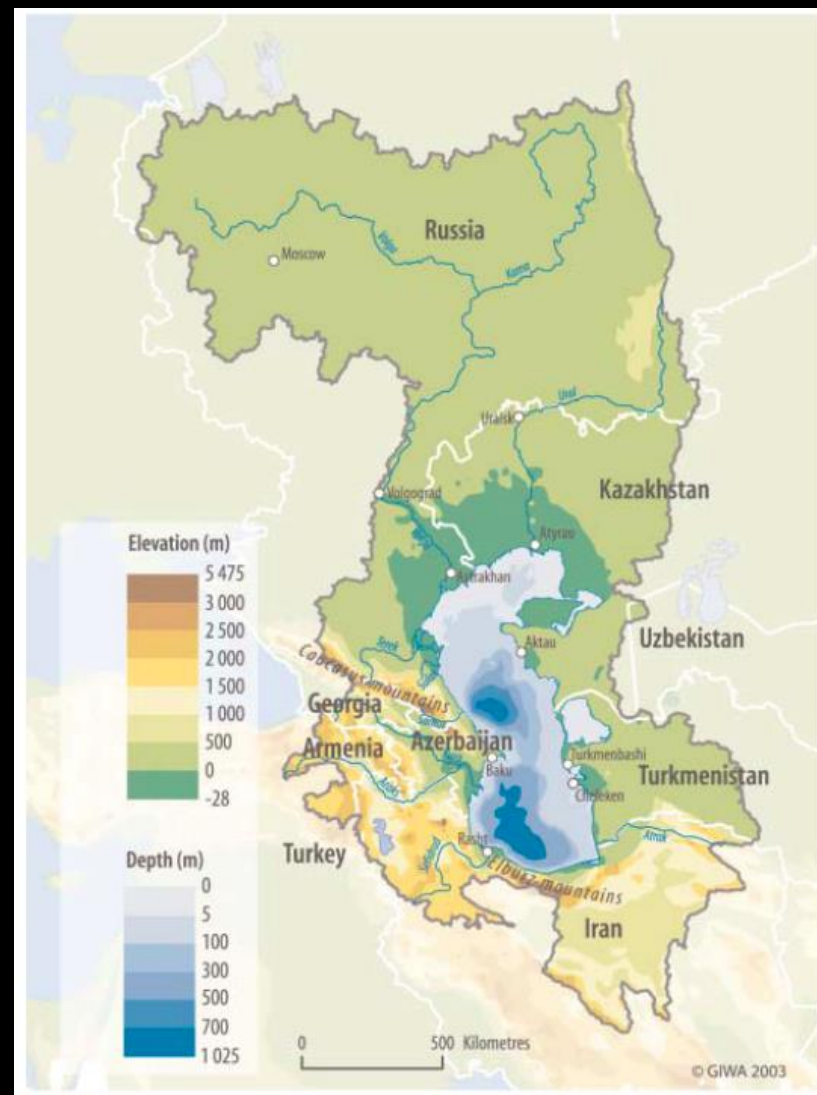 Russia
Volga
Kama
Moscow
Ural
Uralsk
Kazakhstan
Volgograd
Atyrau
Astrakhan
Elevation (m)
5 475
3 000
2 500
2 000
1 500
1 000
500
0
-28
Uzbekistan
Aktau
Terek
Caucasus mountains
Georgia
Armenia
Azerbaijan
Baku
Turkmenbashi
Cheleken
Turkmenistan
Araks
Atrak
Turkey
Rasht
Elburz mountains
Iran
Depth (m)
0
5
100
300
500
700
1 025
0 500 Kilometres
© GIWA 2003